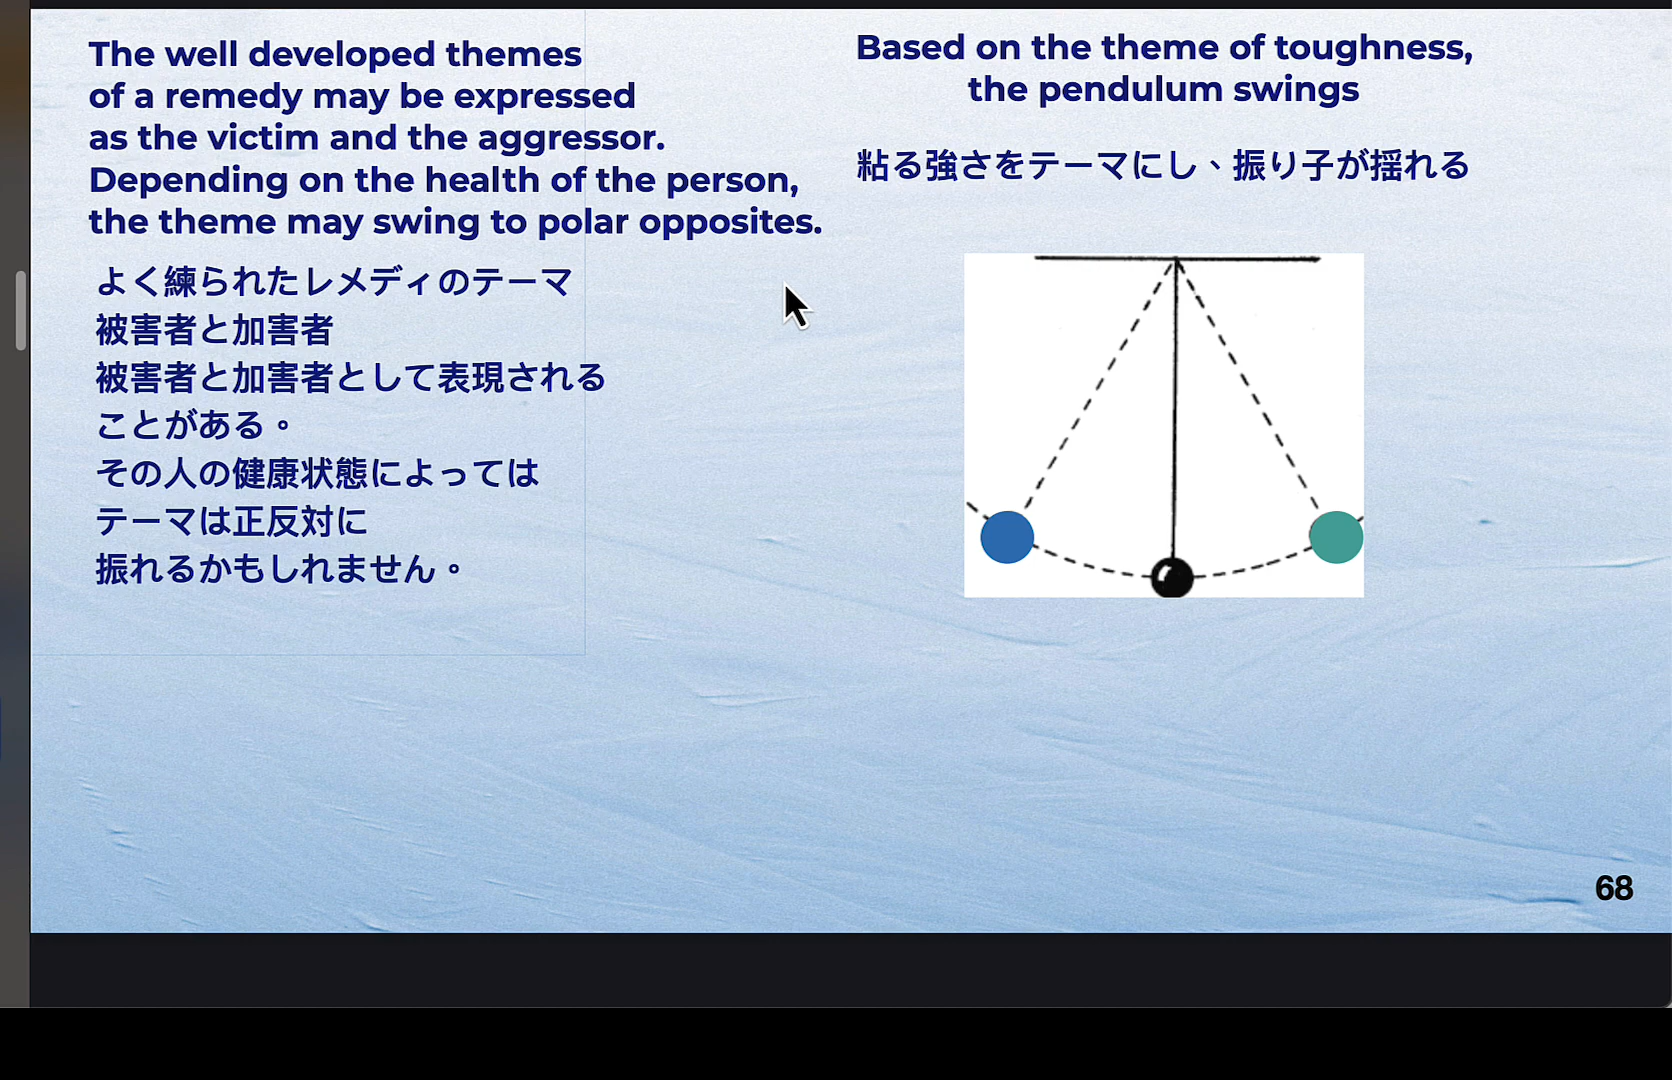 The well developed themes
of a remedy may be expressed
as the victim and the aggressor.
Depending on the health of the person,
the theme may swing to polar opposites.
よく練られたレメディのテーマ
被害者と加害者
被害者と加害者として表現される
ことがある。
その人の健康状態によっては
テーマは正反対に
振れるかもしれません。
Based on the theme of toughness,
the pendulum swings
粘る強さをテーマにし、振り子が揺れる
68